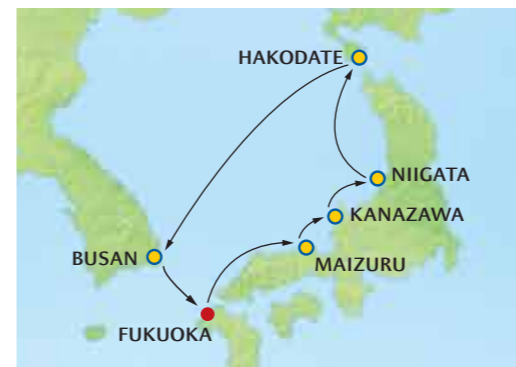 HAKODATE
NIIGATA
KANAZAWA
BUSAN
MAIZURU
FUKUOKA